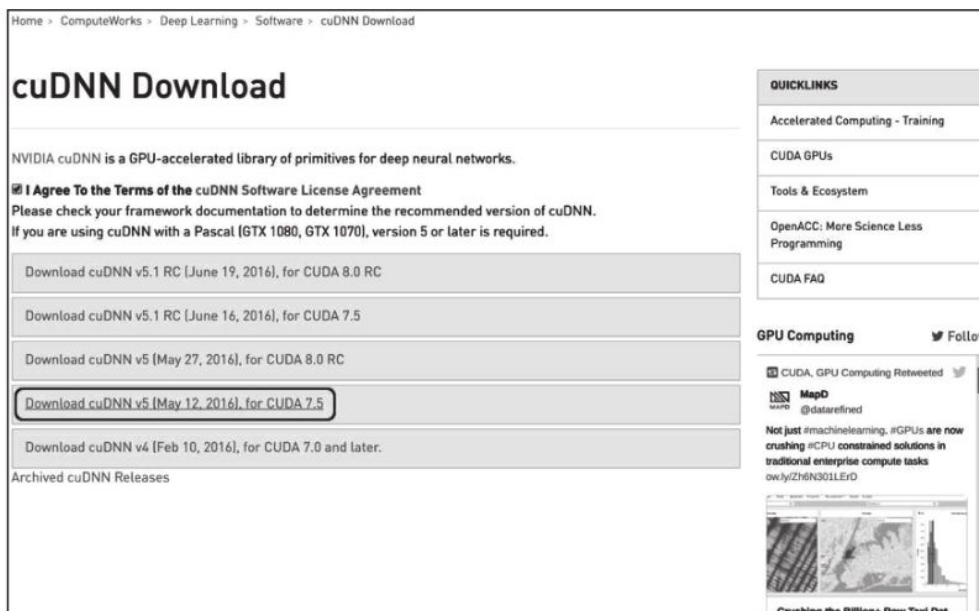 Home > ComputeWorks > Deep Learning > Software > cuDNN Download
cuDNN Download
NVIDIA cuDNN is a GPU-accelerated library of primitives for deep neural networks.
I Agree To the Terms of the cuDNN Software License Agreement
Please check your framework documentation to determine the recommended version of cuDNN.
If you are using cuDNN with a Pascal (GTX 1080, GTX 1070), version 5 or later is required.
Download cuDNN v5.1 RC (June 19, 2016), for CUDA 8.0 RC
Download cuDNN v5.1 RC (June 16, 2016), for CUDA 7.5
Download cuDNN v5 (May 27, 2016), for CUDA 8.0 RC
Download cuDNN v5 (May 12, 2016), for CUDA 7.5
Download cuDNN v4 (Feb 10, 2016), for CUDA 7.0 and later.
Archived cuDNN Releases
QUICKLINKS
Accelerated Computing - Training
CUDA GPUs
Tools & Ecosystem
OpenACC: More Science Less
Programming
CUDA FAQ
GPU Computing
Follo
CUDA, GPU Computing Retweeted
MAPD
MapD
@datarefined
Not just #machinelearning. #GPUs are now
crushing #CPU constrained solutions in
traditional enterprise compute tasks
ow.ly/Zh6N301LErD